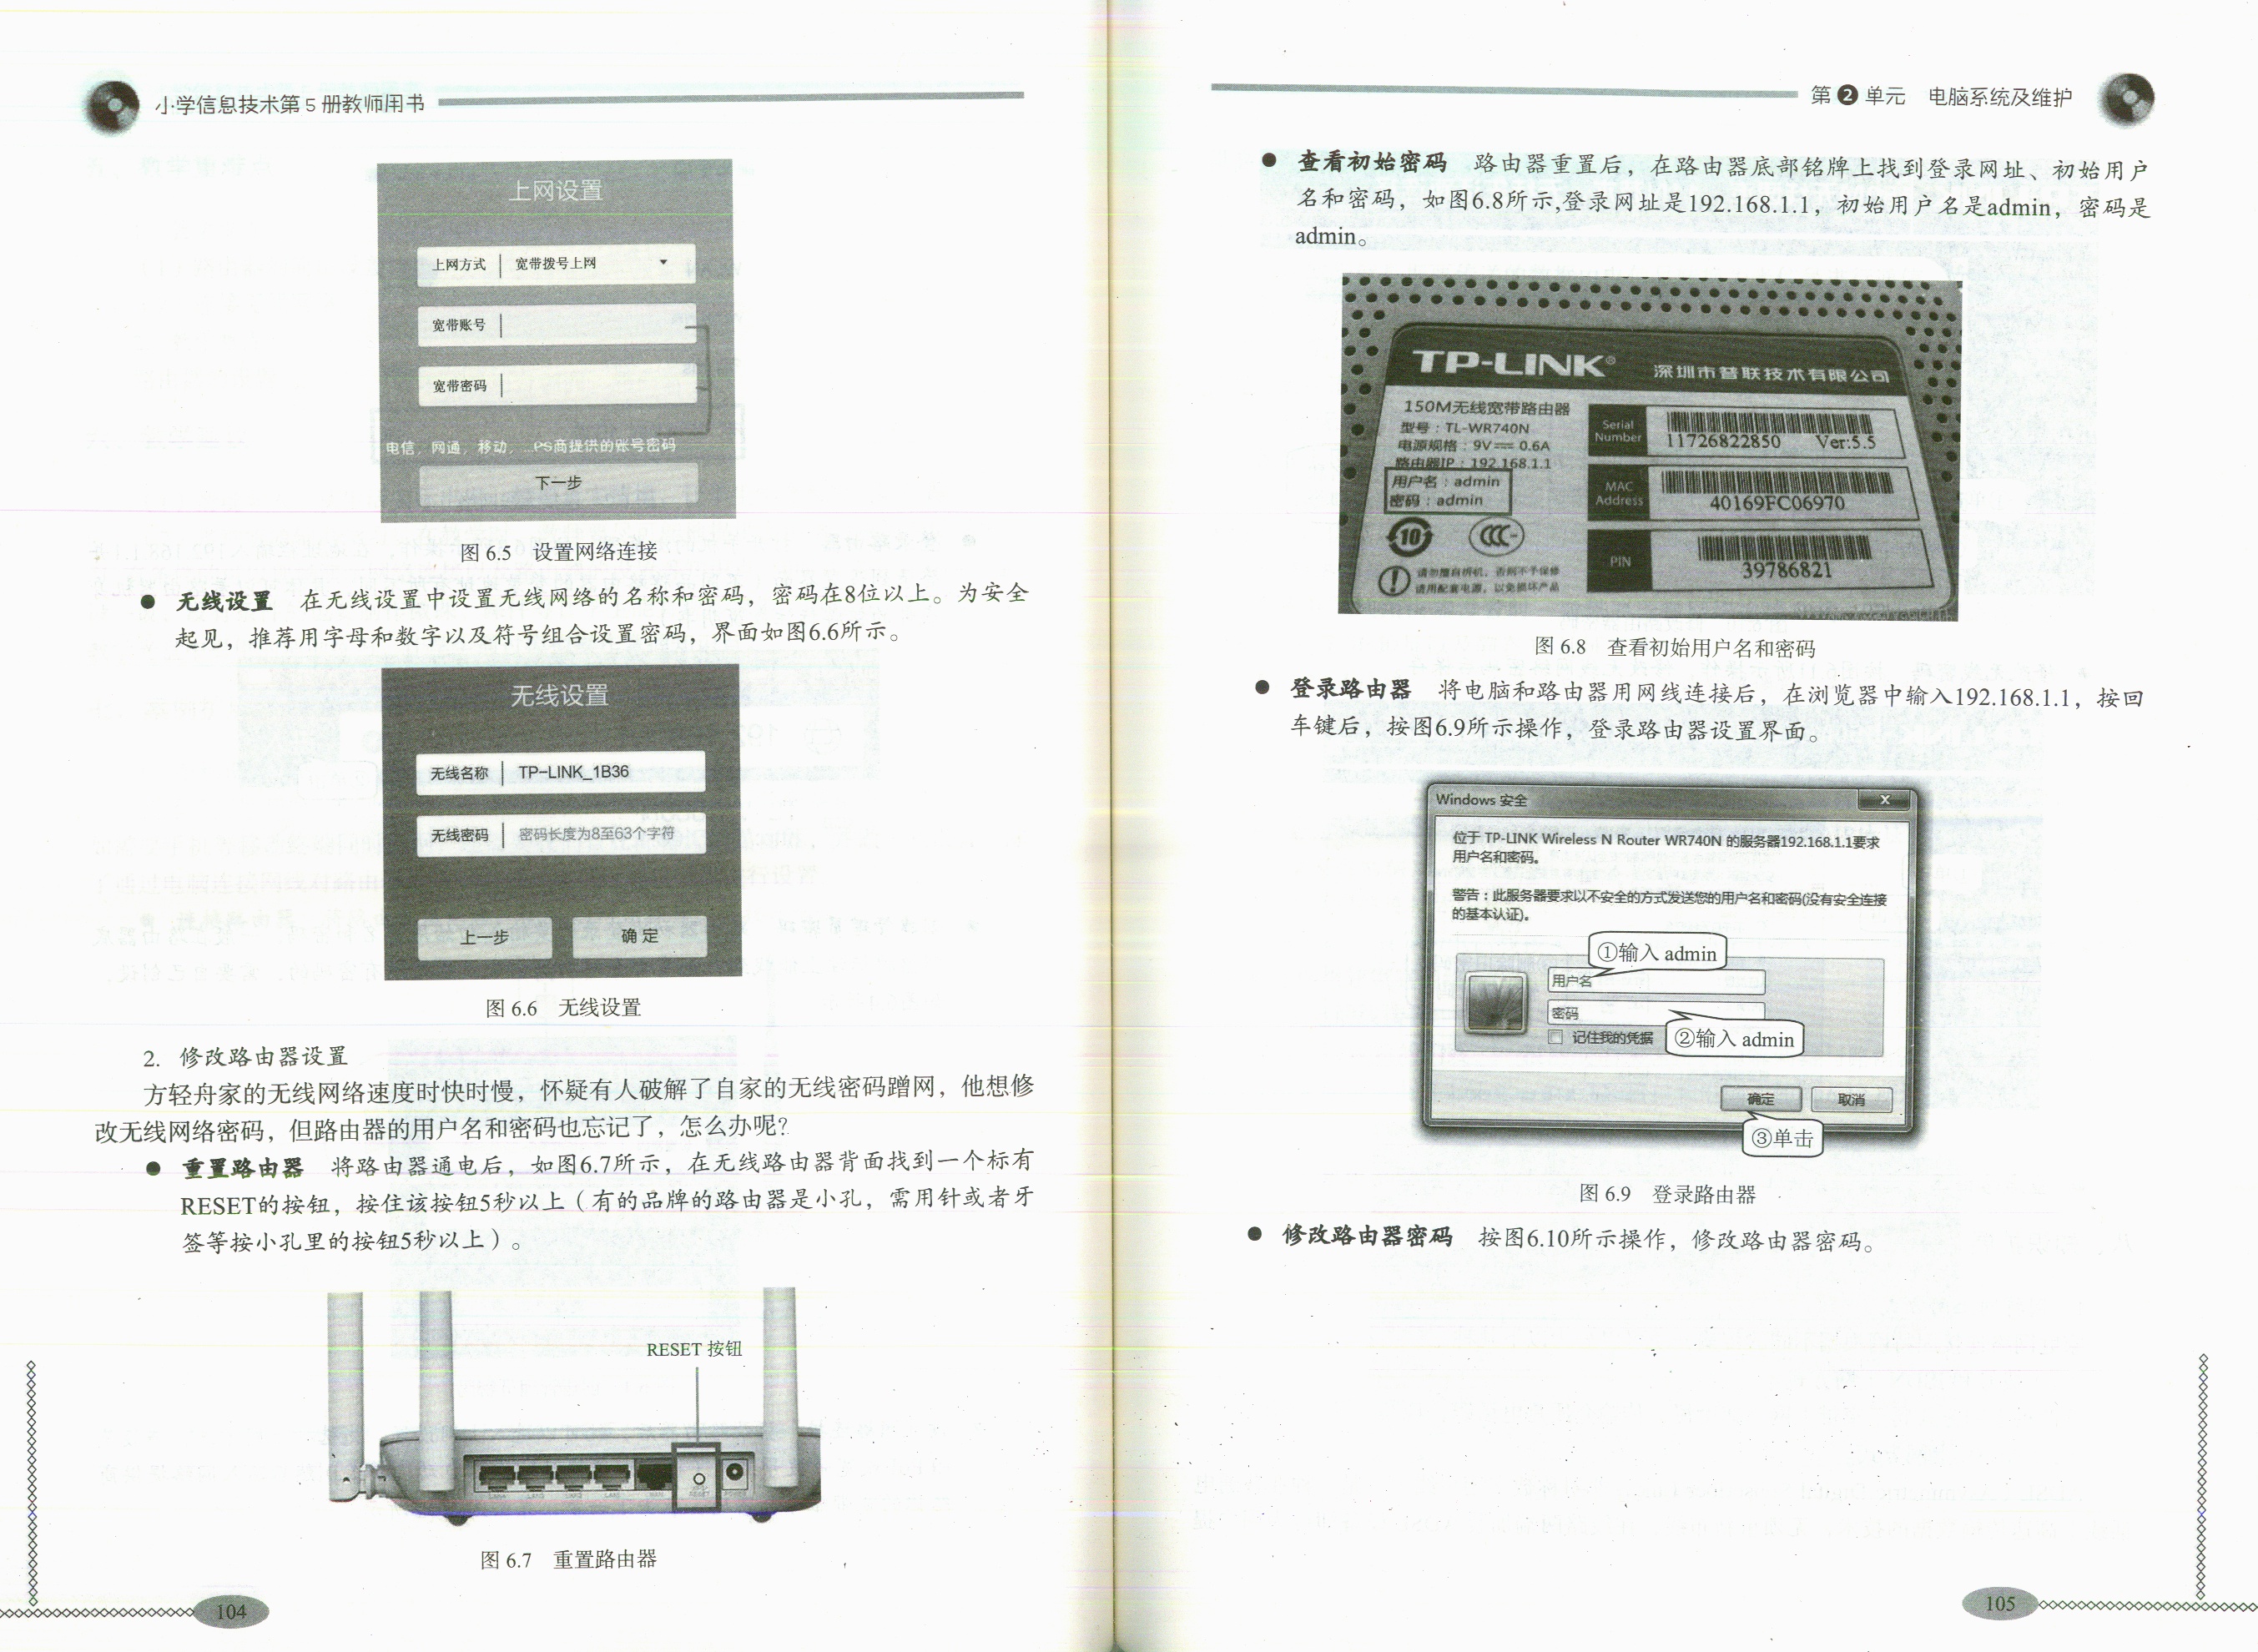 小学信息技术第5册教师用书
上网设置
上网方式 宽带拨号上网
宽带账号
宽带密码
电信，网通，移动，...PS商提供的账号密码
下一步
图 6.5 设置网络连接
● 无线设置 在无线设置中设置无线网络的名称和密码，密码在8位以上。为安全
起见，推荐用字母和数字以及符号组合设置密码，界面如图6.6所示。
无线设置
无线名称 TP-LINK_1B36
无线密码 密码长度为8至63个字符
上一步 确定
图 6.6 无线设置
2. 修改路由器设置
方轻舟家的无线网络速度时快时慢，怀疑有人破解了自家的无线密码蹭网，他想修
改无线网络密码，但路由器的用户名和密码也忘记了，怎么办呢？
● 重置路由器 将路由器通电后，如图6.7所示，在无线路由器背面找到一个标有
RESET的按钮，按住该按钮5秒以上（有的品牌的路由器是小孔，需用针或者牙
签等按小孔里的按钮5秒以上）。
RESET 按钮
图 6.7 重置路由器
104
第2单元 电脑系统及维护
● 查看初始密码 路由器重置后，在路由器底部铭牌上找到登录网址、初始用户
名和密码，如图6.8所示,登录网址是192.168.1.1，初始用户名是admin，密码是
admin。
TP-LINK® 深圳市普联技术有限公司
150M无线宽带路由器
型号：TL-WR740N
电源规格：9V⎓0.6A
路由器IP：192.168.1.1
用户名：admin
密码：admin
Serial Number 11726822850 Ver:5.5
MAC Address 40169FC06970
PIN 39786821
10 CCC
请勿擅自拆机，否则不予保修
请用配套电源，以免损坏产品
图 6.8 查看初始用户名和密码
● 登录路由器 将电脑和路由器用网线连接后，在浏览器中输入192.168.1.1，按回
车键后，按图6.9所示操作，登录路由器设置界面。
Windows 安全 X
位于 TP-LINK Wireless N Router WR740N 的服务器192.168.1.1要求
用户名和密码。
警告：此服务器要求以不安全的方式发送您的用户名和密码(没有安全连接
的基本认证)。
①输入 admin
用户名
密码
记住我的凭据
②输入 admin
确定 取消
③单击
图 6.9 登录路由器
● 修改路由器密码 按图6.10所示操作，修改路由器密码。
105